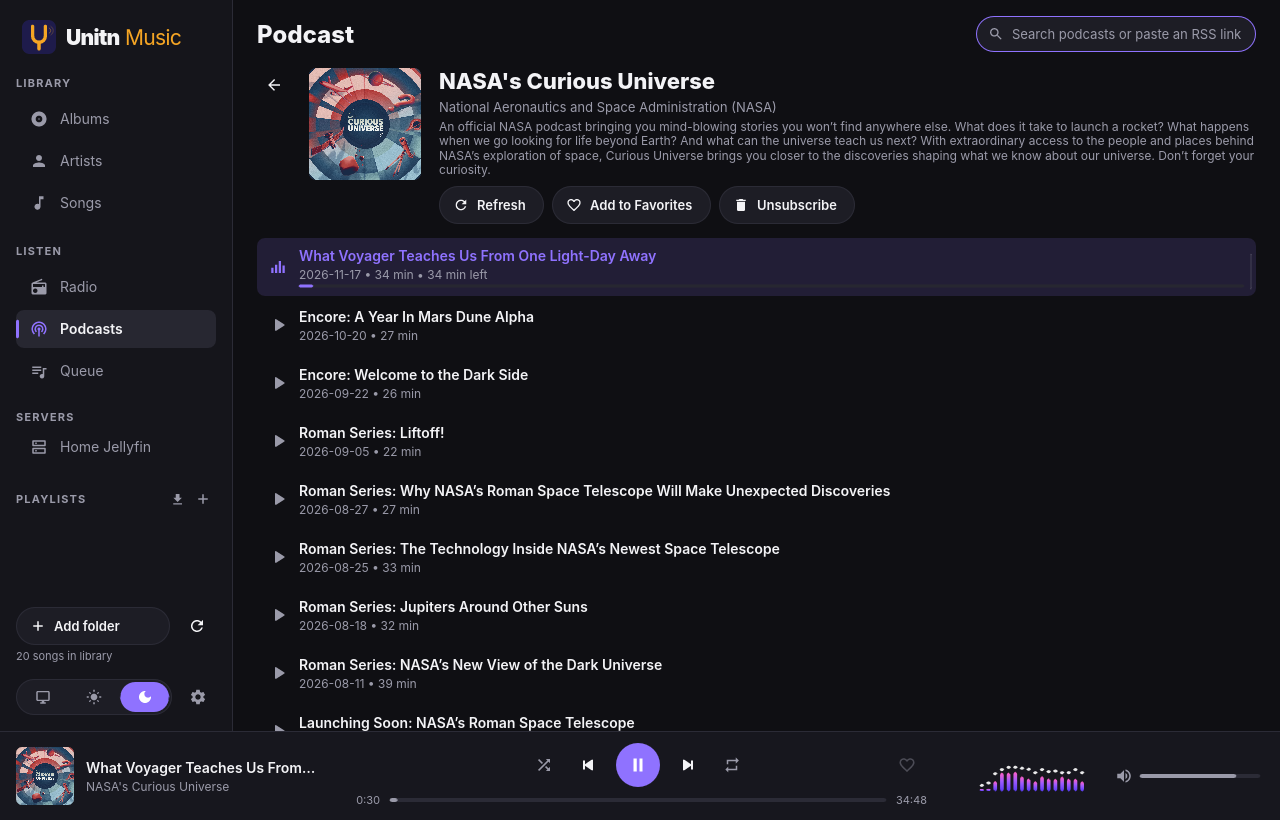 Unitn Music
LIBRARY
Albums
Artists
Songs
LISTEN
Radio
Podcasts
Queue
SERVERS
Home Jellyfin
PLAYLISTS
Add folder
20 songs in library
Podcast
Search podcasts or paste an RSS link
CURIOUS
UNIVERSE
NASA's Curious Universe
National Aeronautics and Space Administration (NASA)
An official NASA podcast bringing you mind-blowing stories you won't find anywhere else. What does it take to launch a rocket? What happens
when we go looking for life beyond Earth? And what can the universe teach us next? With extraordinary access to the people and places behind
NASA's exploration of space, Curious Universe brings you closer to the discoveries shaping what we know about our universe. Don't forget your
curiosity.
Refresh
Add to Favorites
Unsubscribe
What Voyager Teaches Us From One Light-Day Away
2026-11-17 • 34 min • 34 min left
Encore: A Year In Mars Dune Alpha
2026-10-20 • 27 min
Encore: Welcome to the Dark Side
2026-09-22 • 26 min
Roman Series: Liftoff!
2026-09-05 • 22 min
Roman Series: Why NASA's Roman Space Telescope Will Make Unexpected Discoveries
2026-08-27 • 27 min
Roman Series: The Technology Inside NASA's Newest Space Telescope
2026-08-25 • 33 min
Roman Series: Jupiters Around Other Suns
2026-08-18 • 32 min
Roman Series: NASA's New View of the Dark Universe
2026-08-11 • 39 min
Launching Soon: NASA's Roman Space Telescope
What Voyager Teaches Us From...
NASA's Curious Universe
0:30
34:48